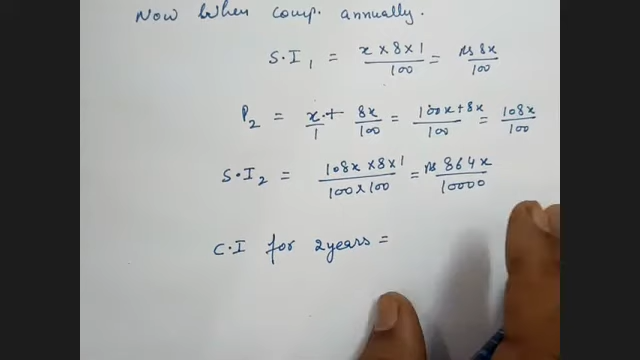 Now When comp. annually.
S.I₁ = x × 8 × 1 / 100 = Rs 8x / 100
P₂ = x / 1 + 8x / 100 = 100x + 8x / 100 = 108x / 100
S.I₂ = 108x × 8 × 1 / 100 × 100 = Rs 864x / 10000
C.I for 2years =